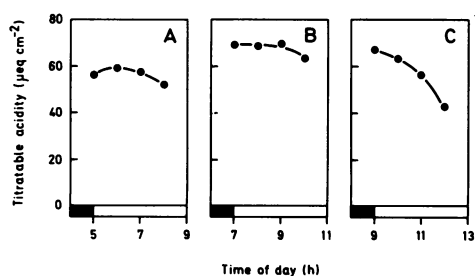 80
60
40
20
0
Titratable acidity (µeq cm⁻²)
A
B
C
5 7 9
7 9 11
9 11 13
Time of day (h)